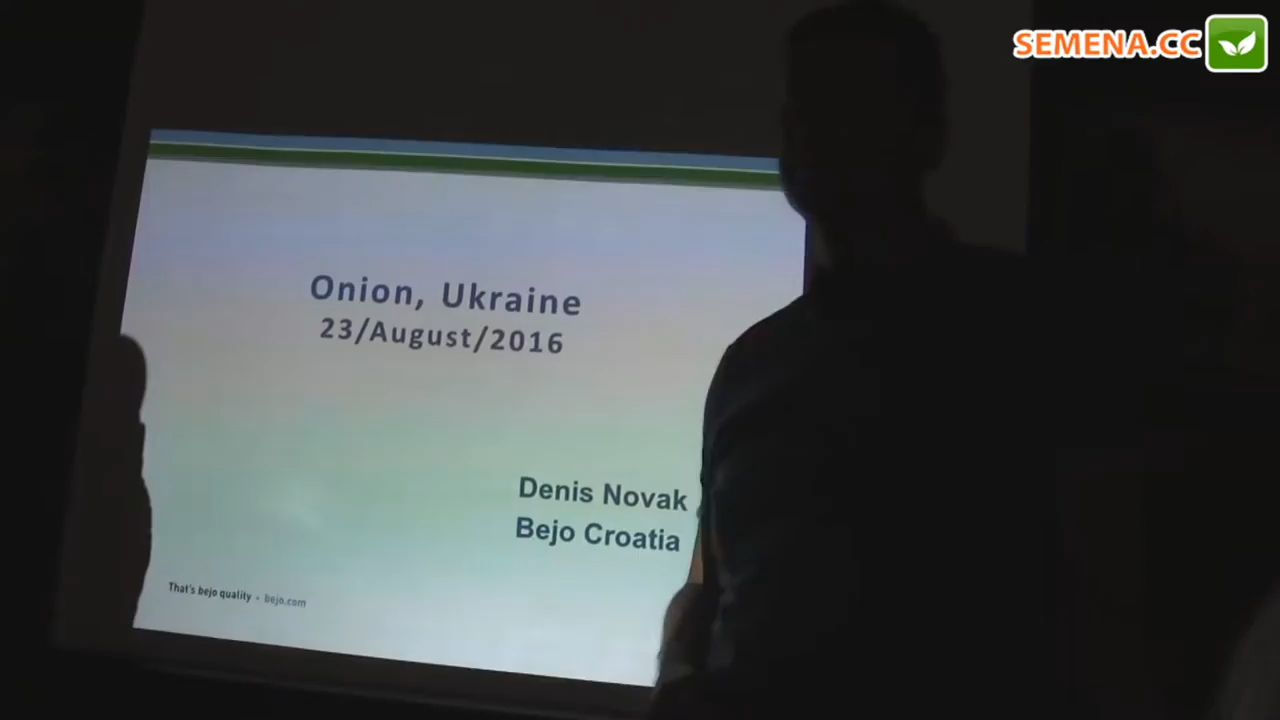 SEMENA.CC
Onion, Ukraine
23/August/2016
Denis Novak
Bejo Croatia
That's bejo quality - bejo.com